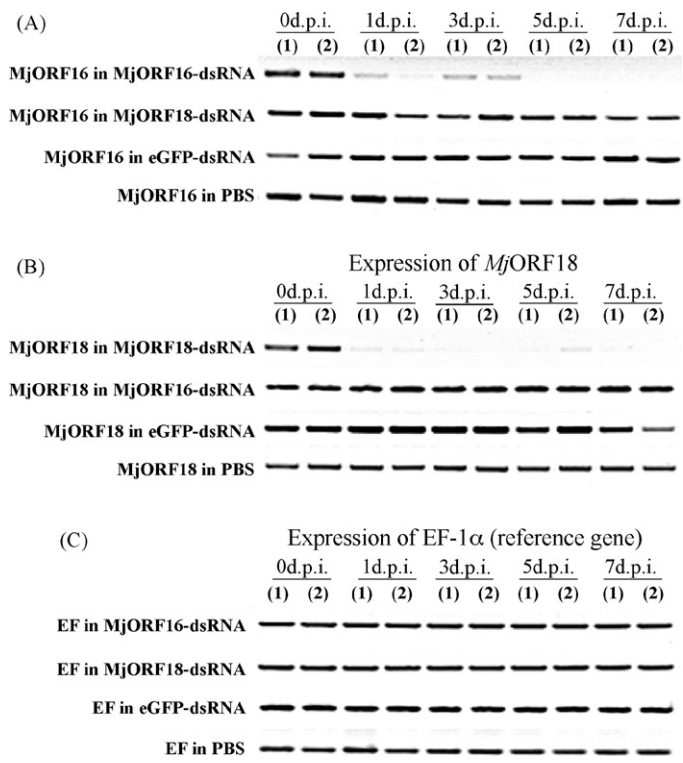 (A)
0d.p.i. 1d.p.i. 3d.p.i. 5d.p.i. 7d.p.i.
(1) (2) (1) (2) (1) (2) (1) (2) (1) (2)
MjORF16 in MjORF16-dsRNA
MjORF16 in MjORF18-dsRNA
MjORF16 in eGFP-dsRNA
MjORF16 in PBS
(B)
Expression of MjORF18
0d.p.i. 1d.p.i. 3d.p.i. 5d.p.i. 7d.p.i.
(1) (2) (1) (2) (1) (2) (1) (2) (1) (2)
MjORF18 in MjORF18-dsRNA
MjORF18 in MjORF16-dsRNA
MjORF18 in eGFP-dsRNA
MjORF18 in PBS
(C)
Expression of EF-1α (reference gene)
0d.p.i. 1d.p.i. 3d.p.i. 5d.p.i. 7d.p.i.
(1) (2) (1) (2) (1) (2) (1) (2) (1) (2)
EF in MjORF16-dsRNA
EF in MjORF18-dsRNA
EF in eGFP-dsRNA
EF in PBS